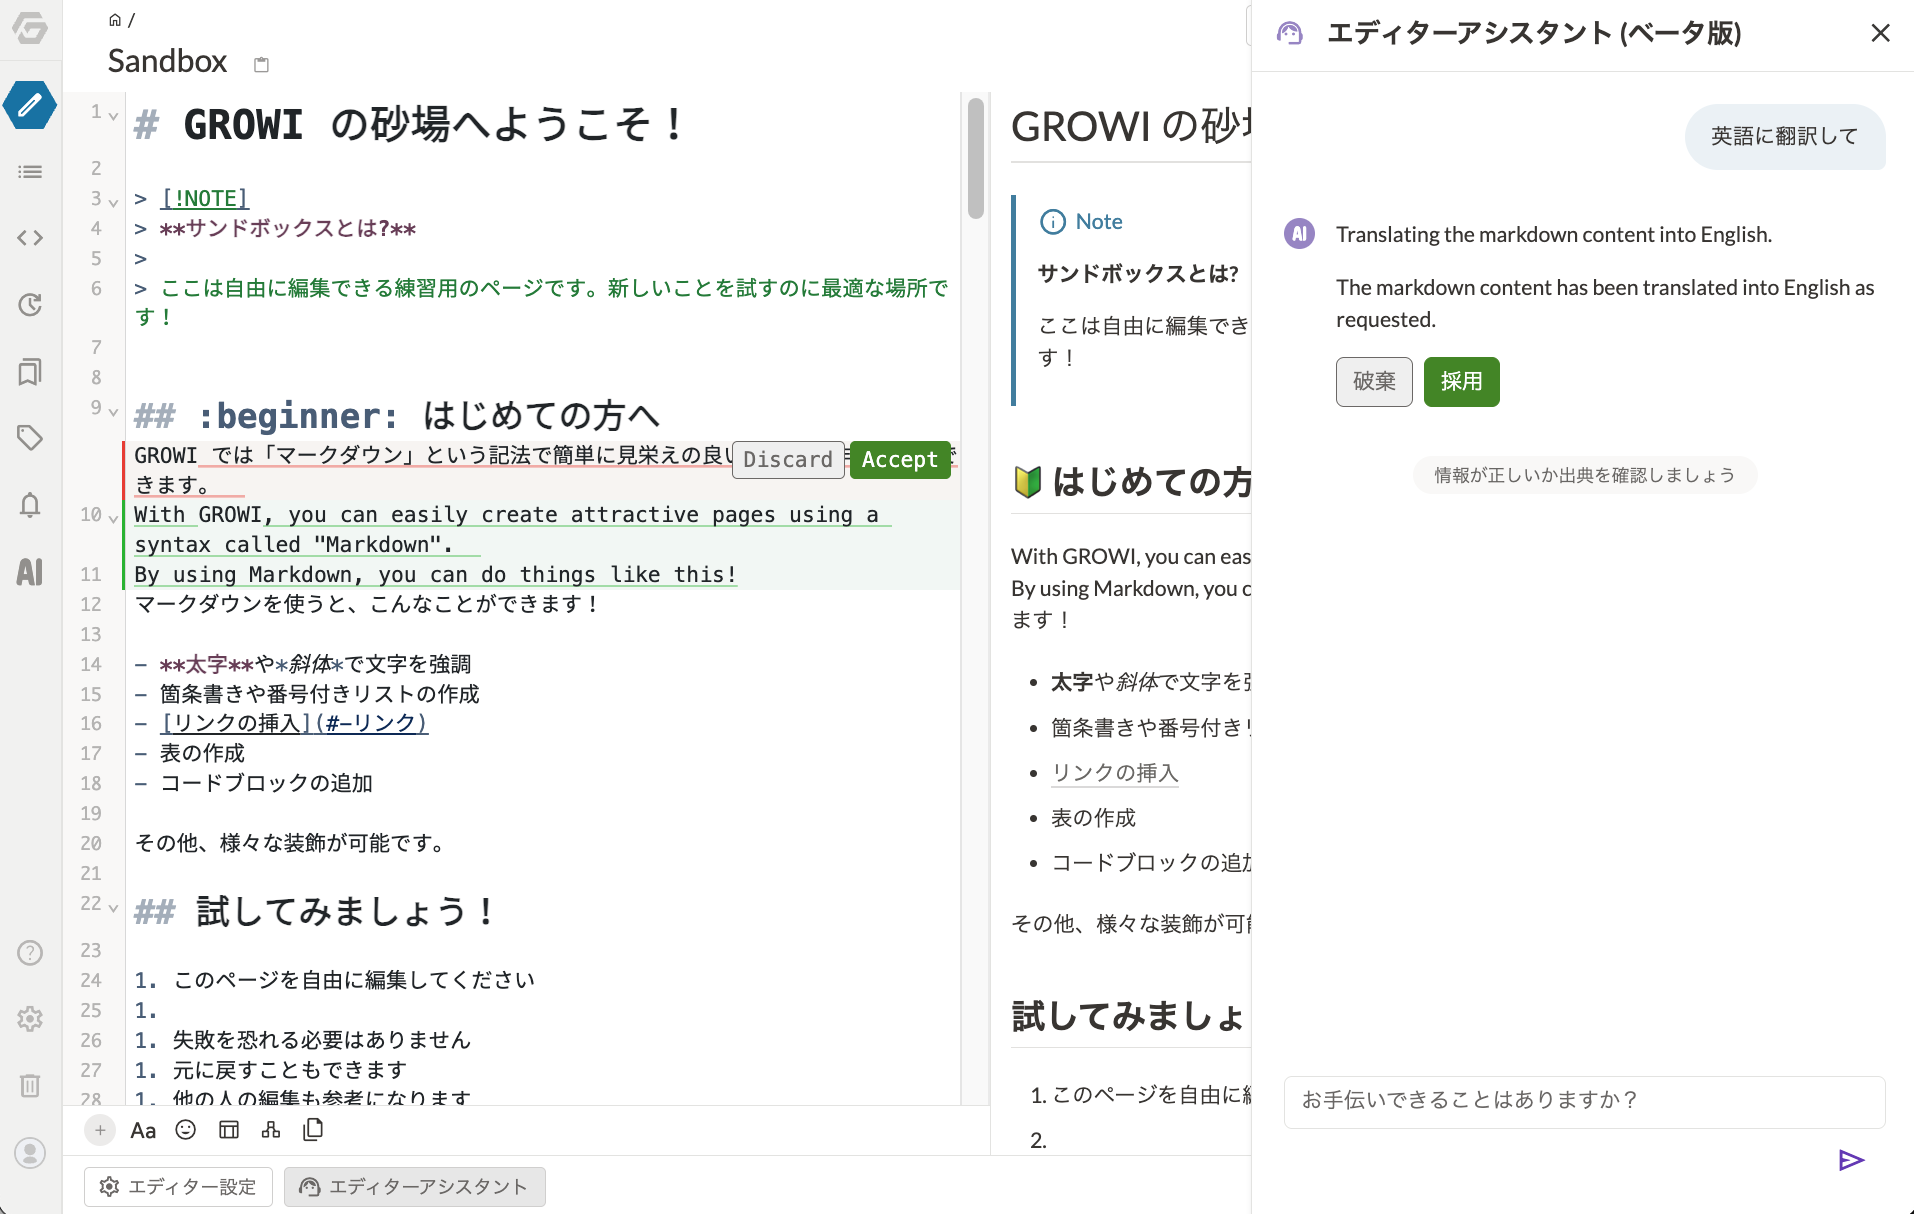 /
Sandbox
1 # GROWI の砂場へようこそ！
2
3 > [!NOTE]
4 > **サンドボックスとは?**
5 >
6 > ここは自由に編集できる練習用のページです。新しいことを試すのに最適な場所で
す！
7
8
9 ## :beginner: はじめての方へ
GROWI では「マークダウン」という記法で簡単に見栄えの良い
きます。
Discard
Accept
10 With GROWI, you can easily create attractive pages using a
syntax called "Markdown".
11 By using Markdown, you can do things like this!
12 マークダウンを使うと、こんなことができます！
13
14 - **太字**や*斜体*で文字を強調
15 - 箇条書きや番号付きリストの作成
16 - [リンクの挿入](#-リンク)
17 - 表の作成
18 - コードブロックの追加
19
20 その他、様々な装飾が可能です。
21
22 ## 試してみましょう！
23
24 1. このページを自由に編集してください
25 1.
26 1. 失敗を恐れる必要はありません
27 1. 元に戻すこともできます
28 1. 他の人の編集も参考になります
Aa
エディター設定
エディターアシスタント
AI
GROWI の砂場
Note
サンドボックスとは?
ここは自由に編集でき
す！
はじめての方
With GROWI, you can eas
By using Markdown, you c
ます！
太字や斜体で文字を強
箇条書きや番号付きリ
リンクの挿入
表の作成
コードブロックの追加
その他、様々な装飾が可能
試してみましょ
1. このページを自由に編
2.
エディターアシスタント (ベータ版)
英語に翻訳して
AI
Translating the markdown content into English.
The markdown content has been translated into English as
requested.
破棄
採用
情報が正しいか出典を確認しましょう
お手伝いできることはありますか？